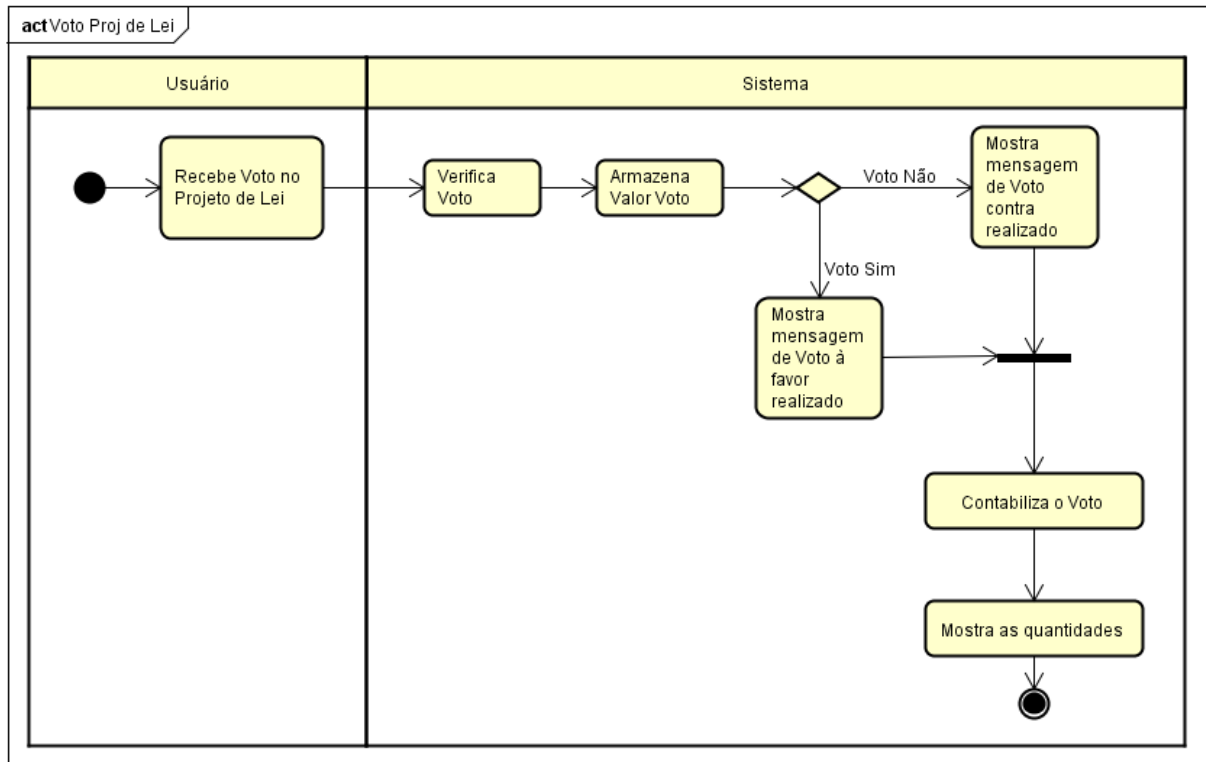 act Voto Proj de Lei
Usuário
Sistema
Recebe Voto no
Projeto de Lei
Verifica
Voto
Armazena
Valor Voto
Voto Não
Mostra
mensagem
de Voto
contra
realizado
Voto Sim
Mostra
mensagem
de Voto à
favor
realizado
Contabiliza o Voto
Mostra as quantidades